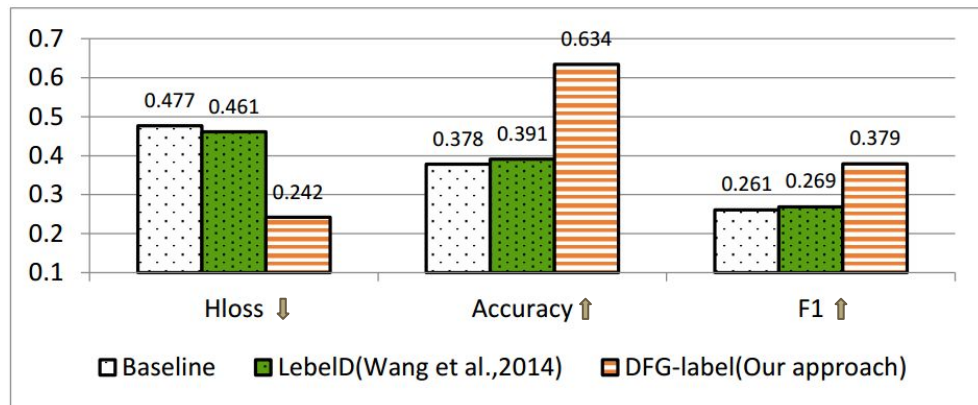 0.7
0.6
0.5
0.4
0.3
0.2
0.1
0.477
0.461
0.242
0.378
0.391
0.634
0.261
0.269
0.379
Hloss ⇩
Accuracy ⇧
F1 ⇧
Baseline
LebelD(Wang et al.,2014)
DFG-label(Our approach)